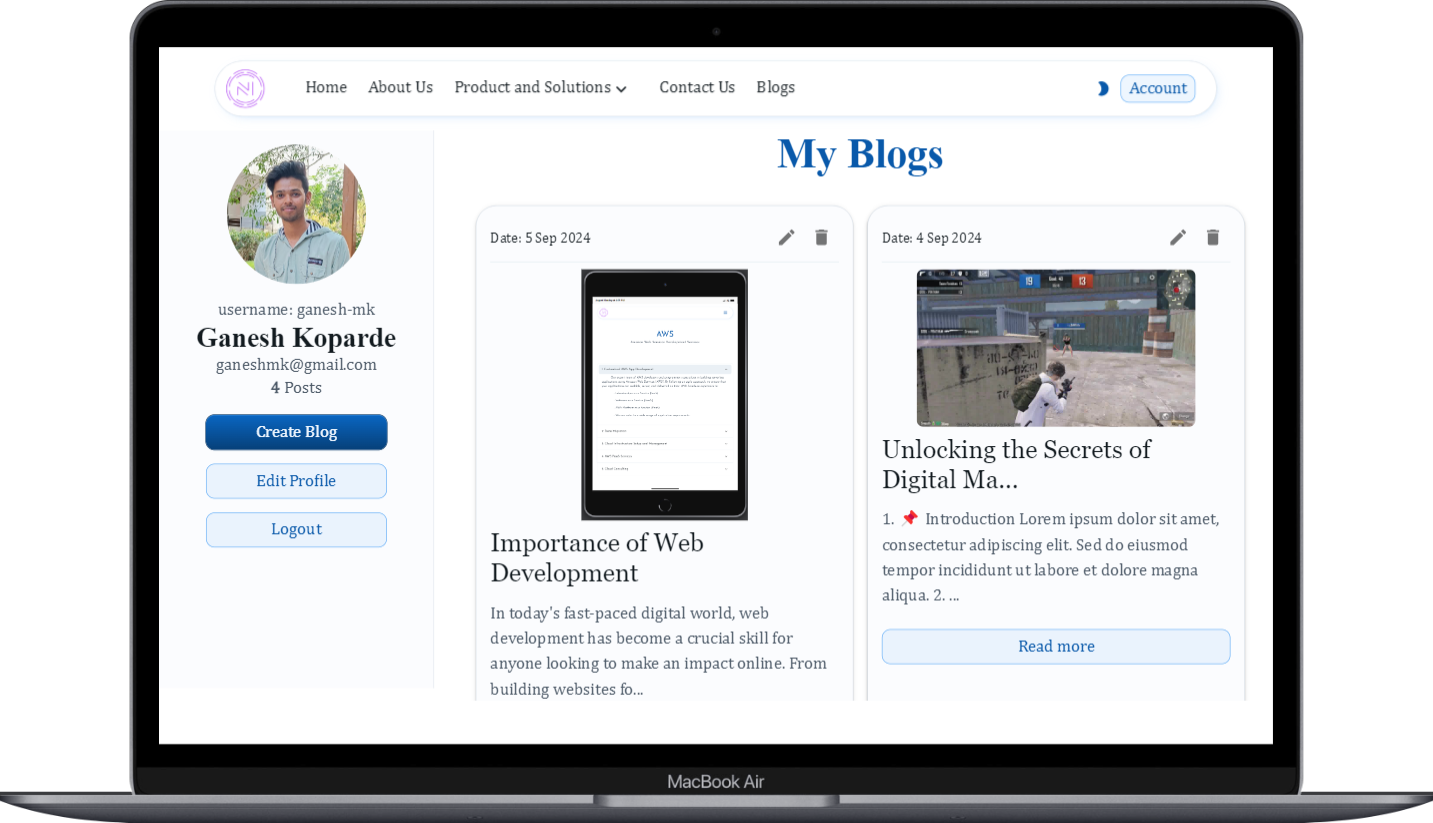 Home About Us Product and Solutions Contact Us Blogs Account
username: ganesh-mk
Ganesh Koparde
ganeshmk@gmail.com
4 Posts
Create Blog
Edit Profile
Logout
My Blogs
Date: 5 Sep 2024
AWS
Importance of Web
Development
In today's fast-paced digital world, web
development has become a crucial skill for
anyone looking to make an impact online. From
building websites fo...
Date: 4 Sep 2024
19 13
Unlocking the Secrets of
Digital Ma...
1. 📌 Introduction Lorem ipsum dolor sit amet,
consectetur adipiscing elit. Sed do eiusmod
tempor incididunt ut labore et dolore magna
aliqua. 2. ...
Read more
MacBook Air